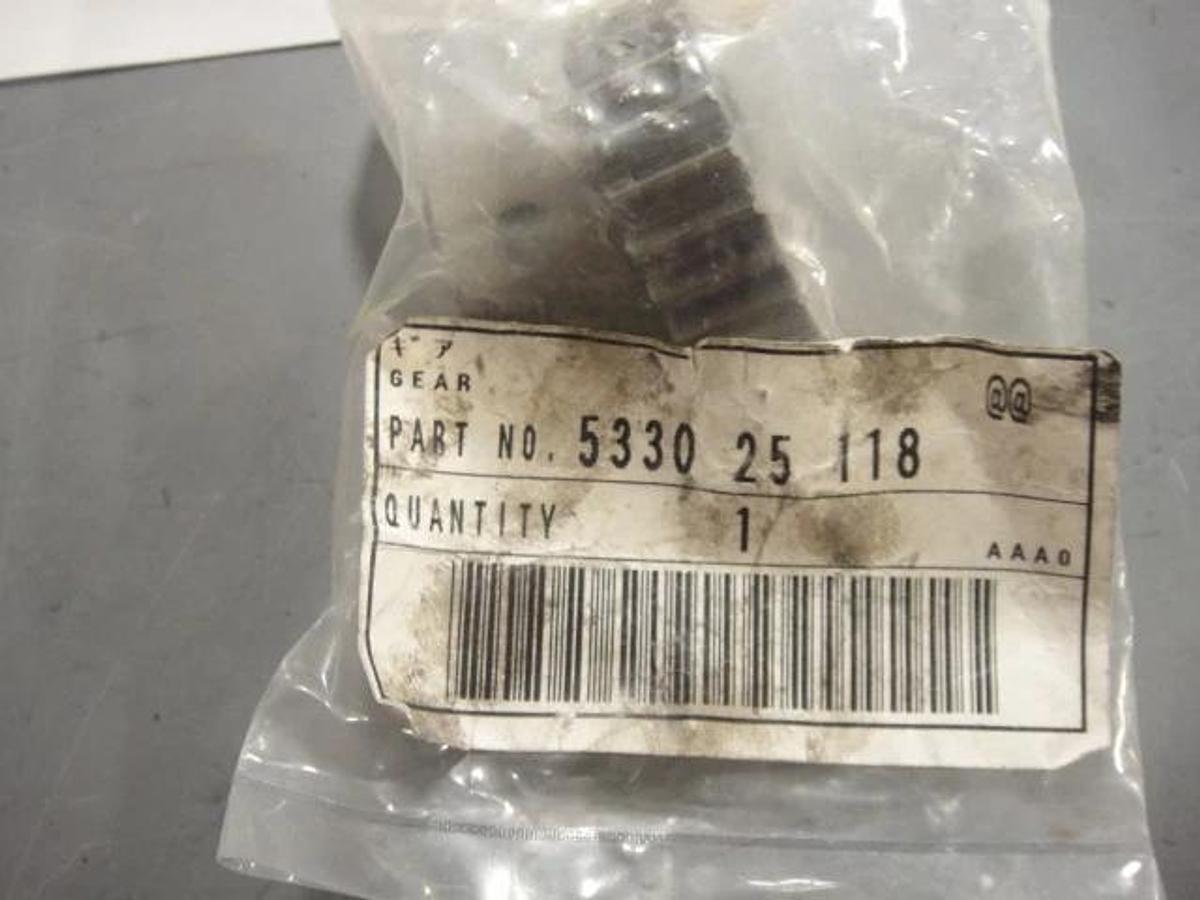 ギア
GEAR
@@
PART NO. 5330 25 118
QUANTITY 1
AAA0